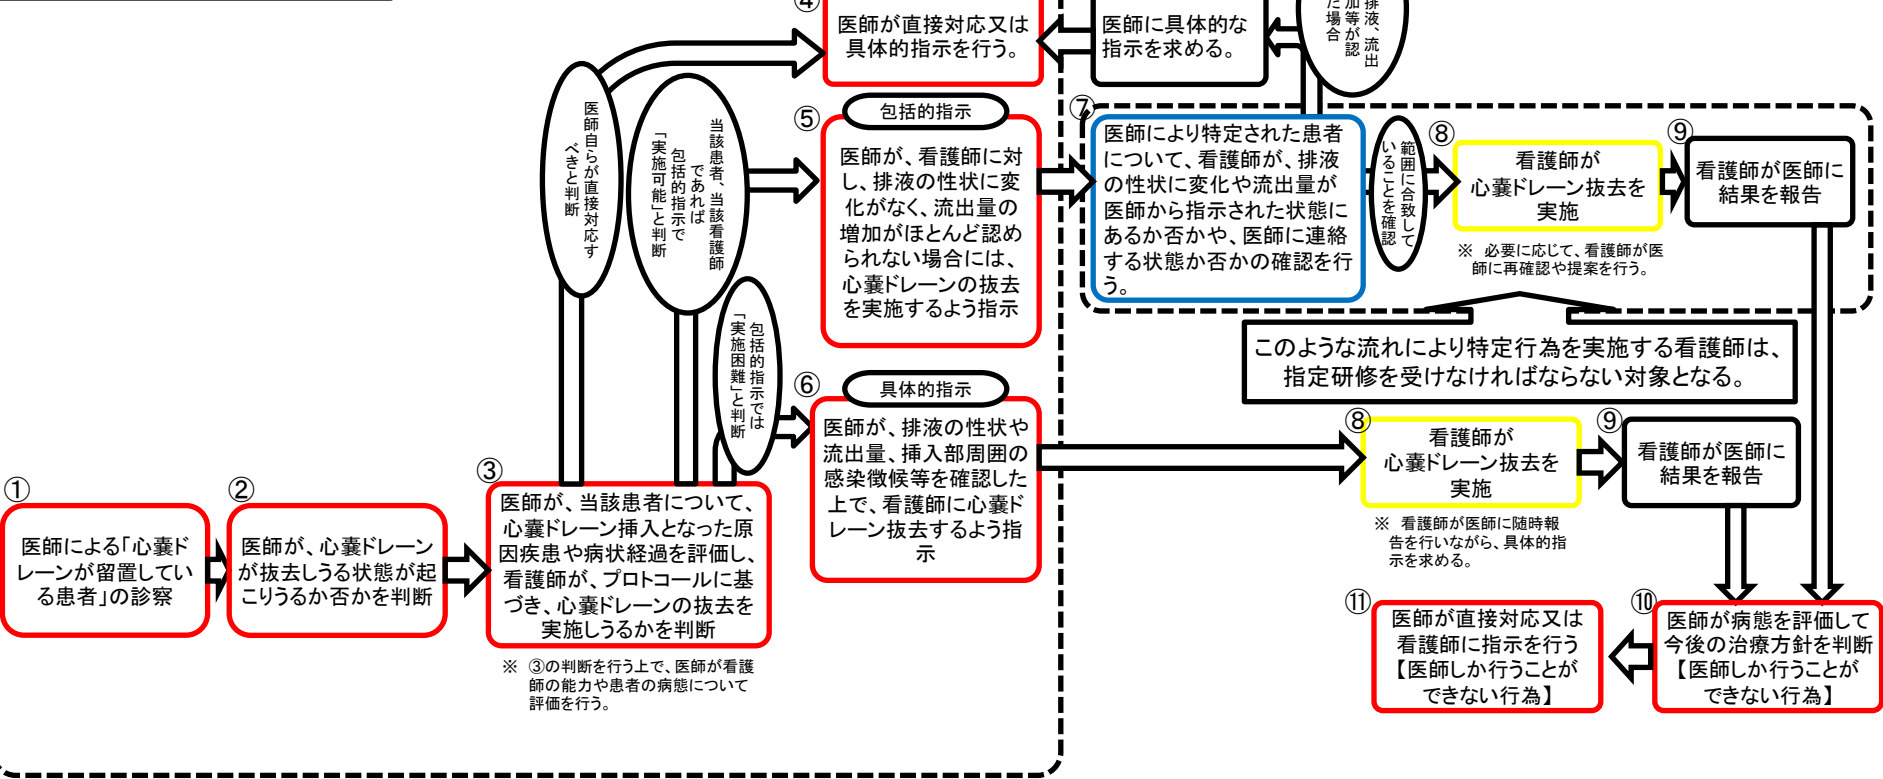 ④
医師が直接対応又は
具体的指示を行う。
医師に具体的な
指示を求める。
排液、流出
加等が認
た場合
医師自らが直接対応す
べきと判断
当該患者、当該看護師
であれば
包括的指示で
「実施可能」と判断
包括的指示では
「実施困難」と判断
⑤
包括的指示
医師が、看護師に対
し、排液の性状に変
化がなく、流出量の
増加がほとんど認め
られない場合には、
心嚢ドレーンの抜去
を実施するよう指示
⑦
医師により特定された患者
について、看護師が、排液
の性状に変化や流出量が
医師から指示された状態に
あるか否かや、医師に連絡
する状態か否かの確認を行
う。
範囲に合致して
いることを確認
⑧
看護師が
心嚢ドレーン抜去を
実施
※ 必要に応じて、看護師が医
師に再確認や提案を行う。
⑨
看護師が医師に
結果を報告
このような流れにより特定行為を実施する看護師は、
指定研修を受けなければならない対象となる。
⑥
具体的指示
医師が、排液の性状や
流出量、挿入部周囲の
感染徴候等を確認した
上で、看護師に心嚢ド
レーン抜去するよう指
示
⑧
看護師が
心嚢ドレーン抜去を
実施
※ 看護師が医師に随時報
告を行いながら、具体的指
示を求める。
⑨
看護師が医師に
結果を報告
①
医師による「心嚢ド
レーンが留置してい
る患者」の診察
②
医師が、心嚢ドレーン
が抜去しうる状態が起
こりうるか否かを判断
③
医師が、当該患者について、
心嚢ドレーン挿入となった原
因疾患や病状経過を評価し、
看護師が、プロトコールに基
づき、心嚢ドレーンの抜去を
実施しうるかを判断
※ ③の判断を行う上で、医師が看護
師の能力や患者の病態について
評価を行う。
⑪
医師が直接対応又は
看護師に指示を行う
【医師しか行うことが
できない行為】
⑩
医師が病態を評価して
今後の治療方針を判断
【医師しか行うことが
できない行為】